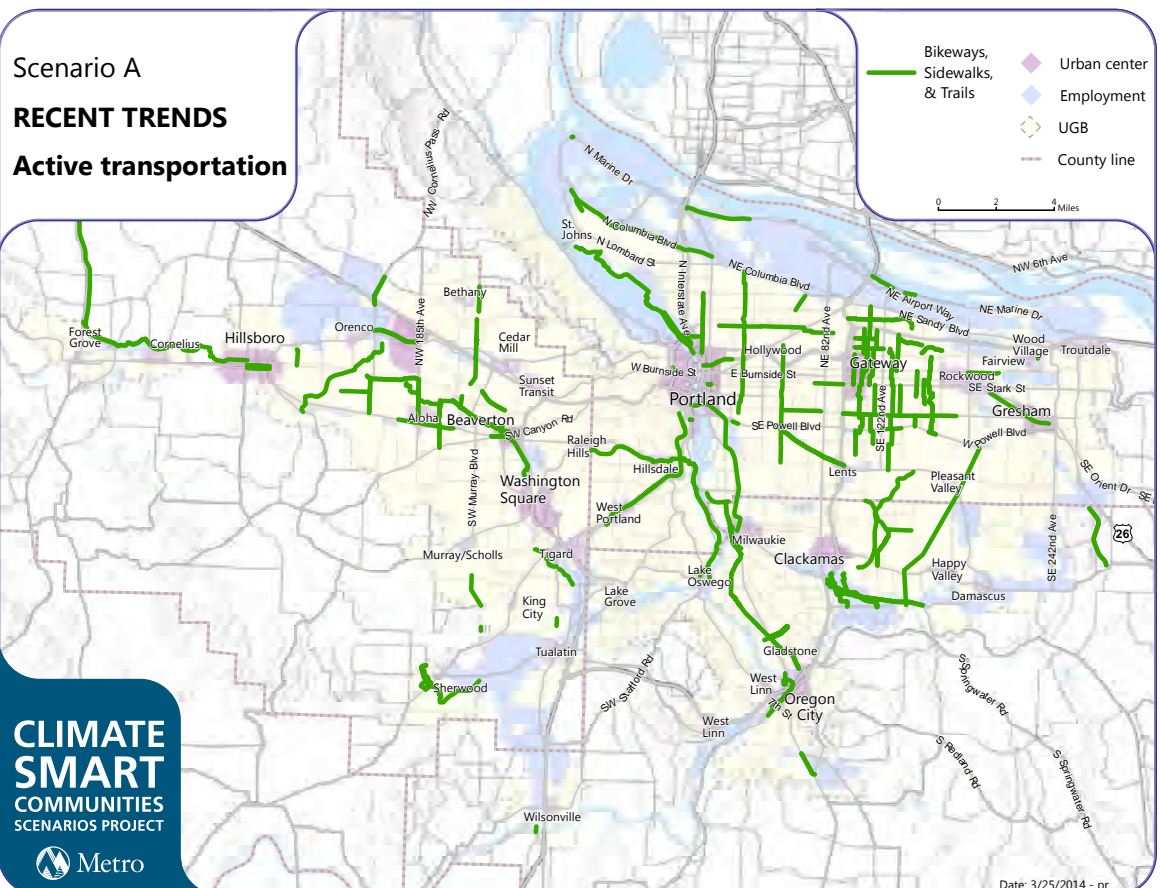 Scenario A
RECENT TRENDS
Active transportation
Bikeways,
Sidewalks,
& Trails
Urban center
Employment
UGB
County line
0 2 4 Miles
NW Cornelius Pass Rd
N Marine Dr
St.
Johns
N Columbia Blvd
N Lombard St
N Interstate Ave
NE Columbia Blvd
NW 6th Ave
NE Airport Way
NE Marine Dr
NE Sandy Blvd
NE 82nd Ave
Bethany
NW 185th Ave
Orenco
Forest
Grove
Cornelius
Hillsboro
Cedar
Mill
Sunset
Transit
W Burnside St
Hollywood
E Burnside St
Gateway
Wood
Village
Troutdale
Fairview
Rockwood
SE Stark St
Portland
Gresham
Aloha
Beaverton
SW Canyon Rd
SE Powell Blvd
SE 122nd Ave
W Powell Blvd
Raleigh
Hills
Hillsdale
Lents
SW Murray Blvd
Washington
Square
Pleasant
Valley
SE Orient Dr
SE
West
Portland
26
Milwaukie
Murray/Scholls
Tigard
Clackamas
SE 242nd Ave
Lake
Oswego
Happy
Valley
Lake
Grove
King
City
Damascus
Tualatin
Gladstone
SW Stafford Rd
Sherwood
West
Linn
7th St
Oregon
City
S Springwater Rd
West
Linn
S Redland Rd
S Springwater Rd
Wilsonville
CLIMATE
SMART
COMMUNITIES
SCENARIOS PROJECT
Metro
Date: 3/25/2014 - pr